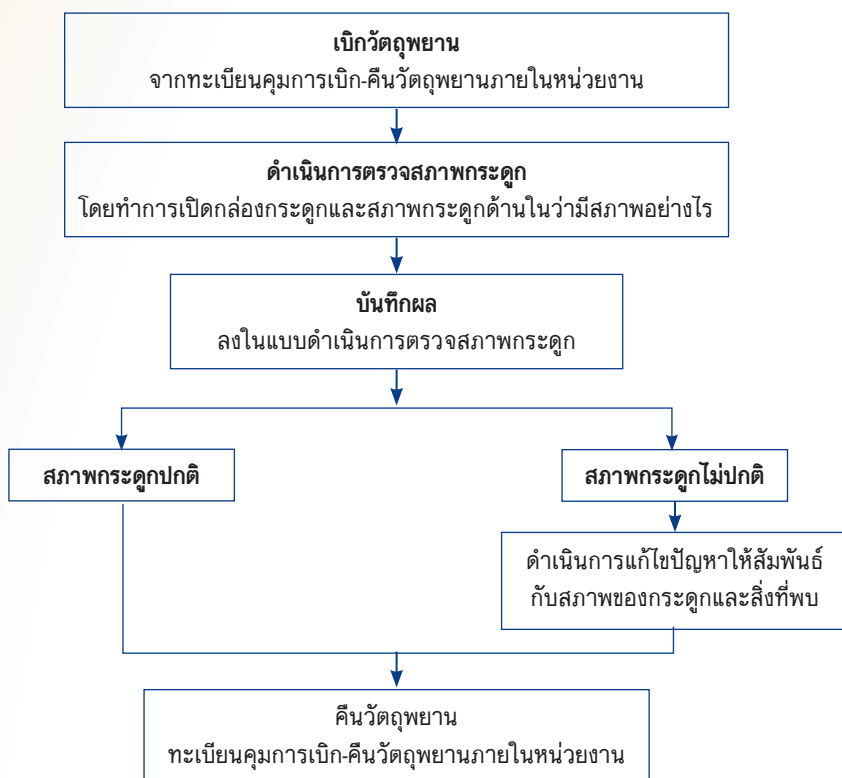 เบิกวัตถุพยาน
จากทะเบียนคุมการเบิก-คืนวัตถุพยานภายในหน่วยงาน
ดำเนินการตรวจสภาพกระดูก
โดยทำการเปิดกล่องกระดูกและสภาพกระดูกด้านในว่ามีสภาพอย่างไร
บันทึกผล
ลงในแบบดำเนินการตรวจสภาพกระดูก
สภาพกระดูกปกติ
สภาพกระดูกไม่ปกติ
ดำเนินการแก้ไขปัญหาให้สัมพันธ์
กับสภาพของกระดูกและสิ่งที่พบ
คืนวัตถุพยาน
ทะเบียนคุมการเบิก-คืนวัตถุพยานภายในหน่วยงาน